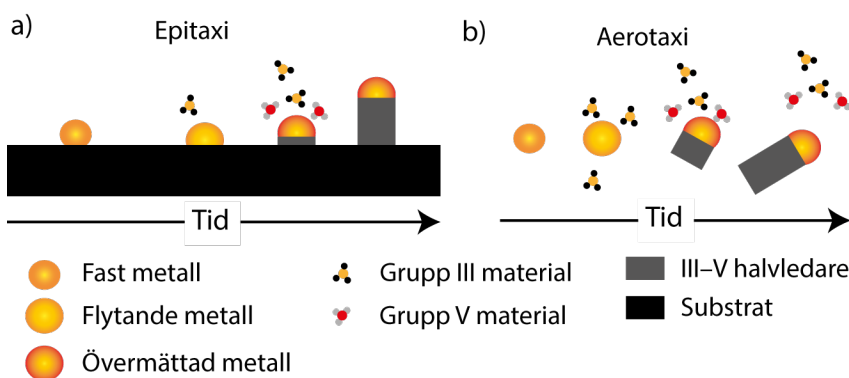 a)
Epitaxi
b)
Aerotaxi
Tid
Tid
Fast metall
Grupp III material
III–V halvledare
Flytande metall
Grupp V material
Substrat
Övermättad metall